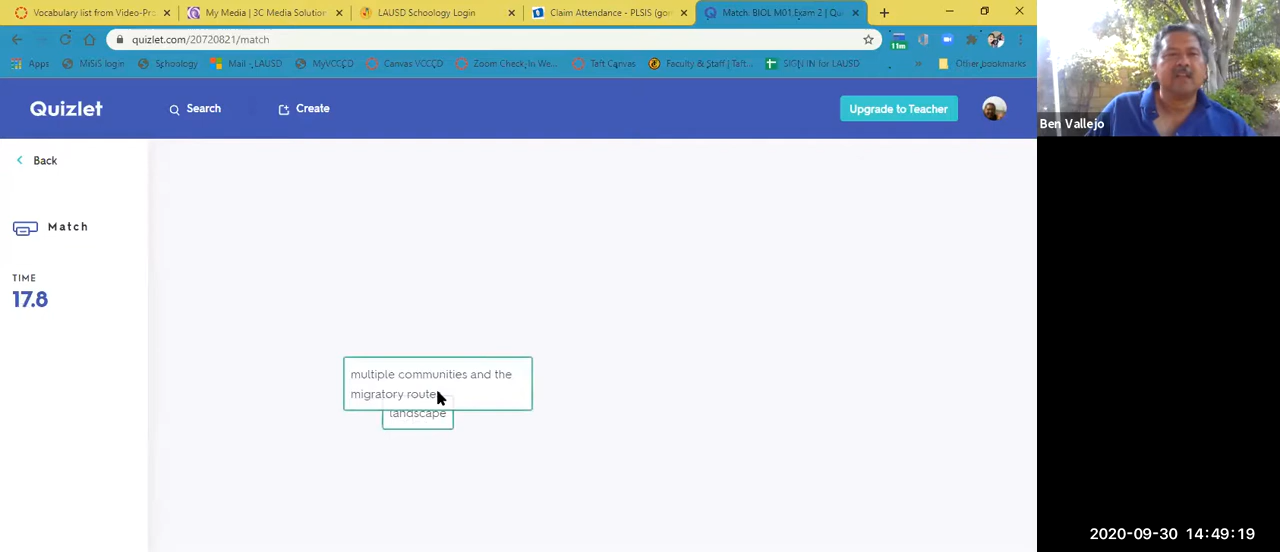 Vocabulary list from Video-Pr
My Media | 3C Media Solution
LAUSD Schoology Login
Claim Attendance - PLSIS (gor
Match: BIOL M01 Exam 2 | Qui
quizlet.com/20720821/match
11m
Apps
MiSiS login
Schoology
Mail - LAUSD
MyVCCCD
Canvas VCCCD
Zoom Check In We...
Taft Canvas
Faculty & Staff | Taft...
SIGN IN for LAUSD
»
Other bookmarks
Quizlet
Search
Create
Upgrade to Teacher
Ben Vallejo
Back
Match
TIME
17.8
multiple communities and the
migratory route
landscape
2020-09-30 14:49:19